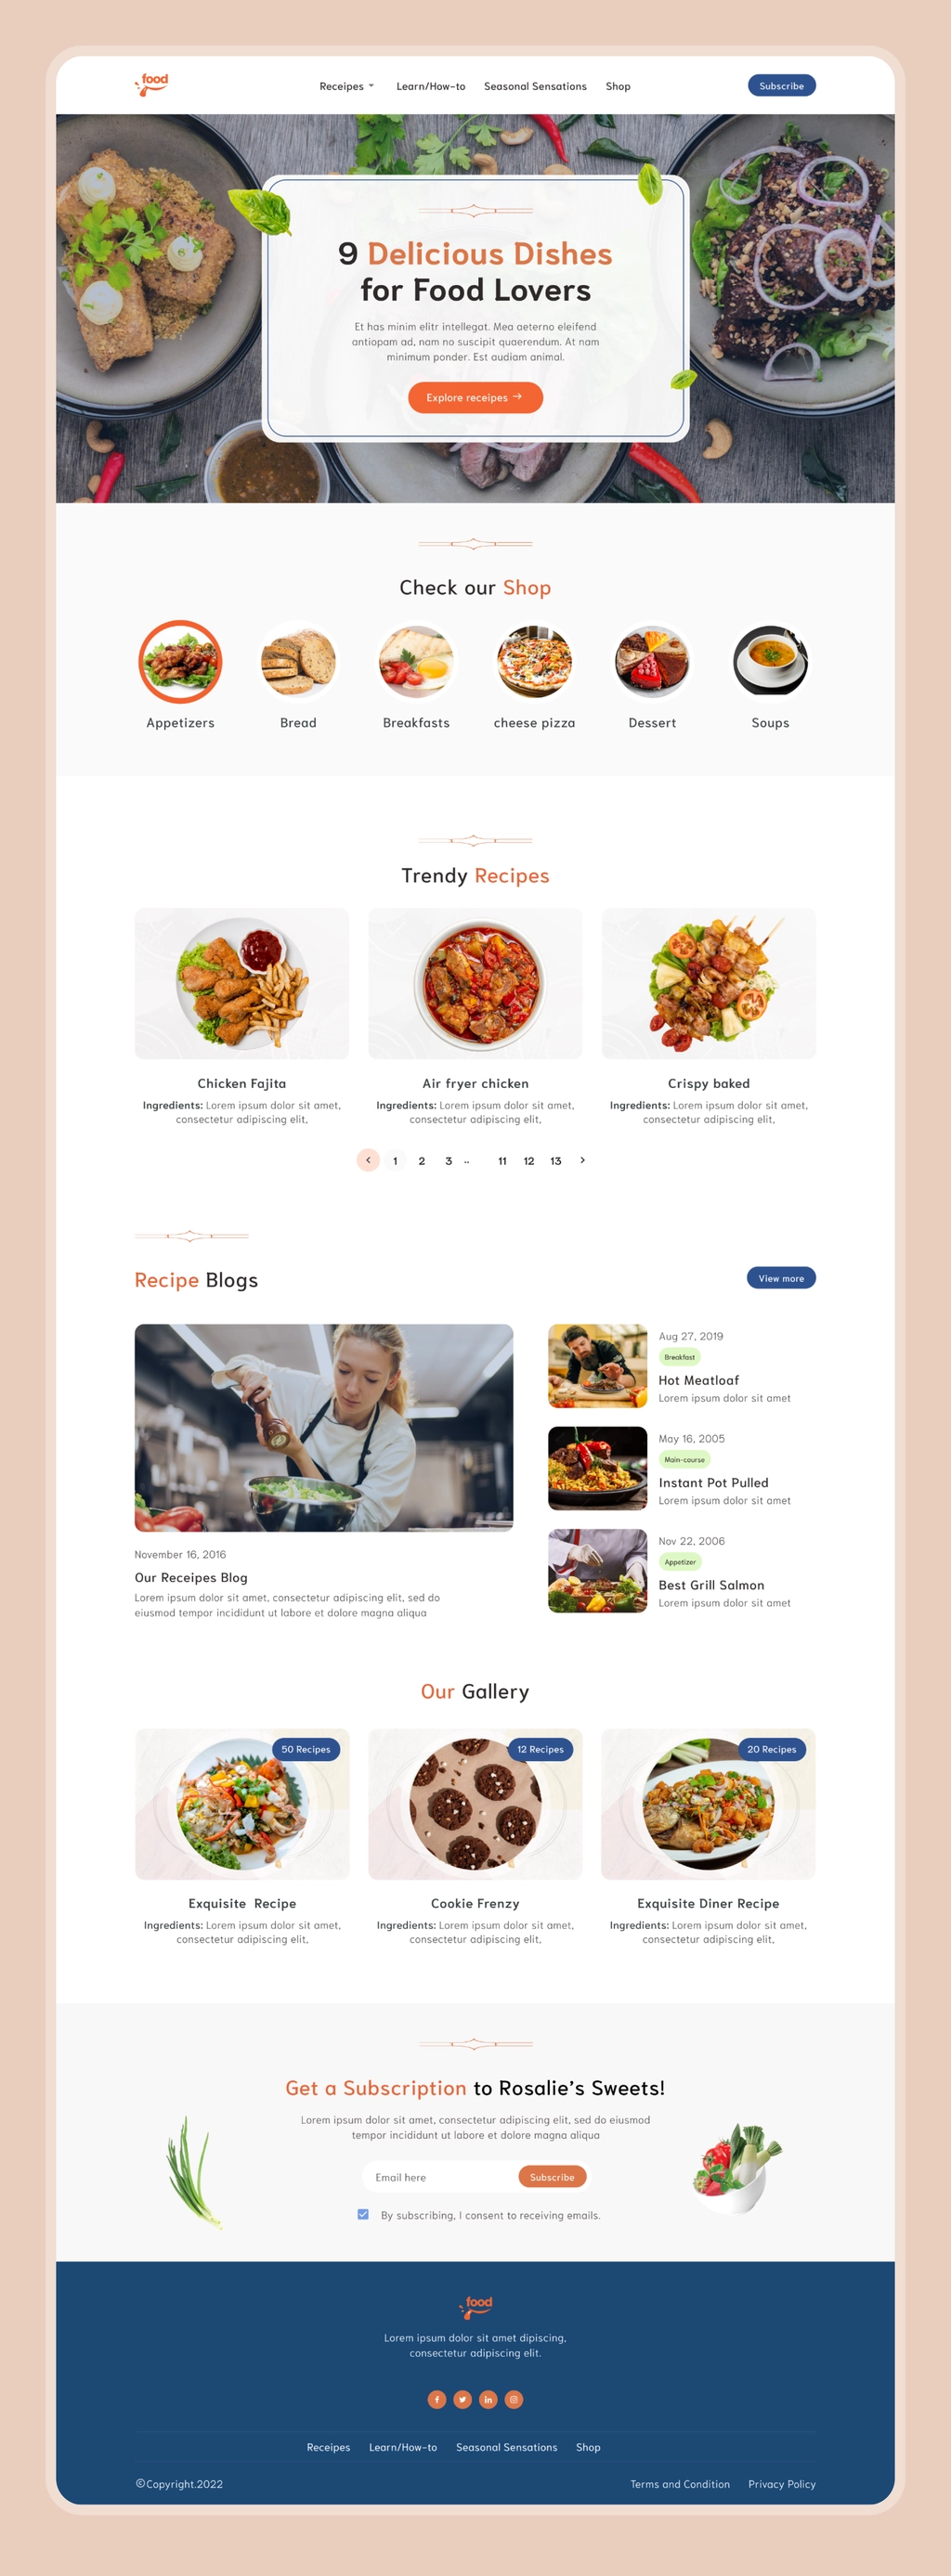 food
Receipes
Learn/How-to
Seasonal Sensations
Shop
Subscribe
9 Delicious Dishes
for Food Lovers
Et has minim elitr intellegat. Mea aeterno eleifend
antiopam ad, nam no suscipit quaerendum. At nam
minimum ponder. Est audiam animal.
Explore receipes →
Check our Shop
Appetizers
Bread
Breakfasts
cheese pizza
Dessert
Soups
Trendy Recipes
Chicken Fajita
Ingredients: Lorem ipsum dolor sit amet,
consectetur adipiscing elit,
Air fryer chicken
Ingredients: Lorem ipsum dolor sit amet,
consectetur adipiscing elit,
Crispy baked
Ingredients: Lorem ipsum dolor sit amet,
consectetur adipiscing elit,
1 2 3 .. 11 12 13
Recipe Blogs
View more
November 16, 2016
Our Receipes Blog
Lorem ipsum dolor sit amet, consectetur adipiscing elit, sed do
eiusmod tempor incididunt ut labore et dolore magna aliqua
Aug 27, 2019
Breakfast
Hot Meatloaf
Lorem ipsum dolor sit amet
May 16, 2005
Main-course
Instant Pot Pulled
Lorem ipsum dolor sit amet
Nov 22, 2006
Appetizer
Best Grill Salmon
Lorem ipsum dolor sit amet
Our Gallery
50 Recipes
Exquisite Recipe
Ingredients: Lorem ipsum dolor sit amet,
consectetur adipiscing elit,
12 Recipes
Cookie Frenzy
Ingredients: Lorem ipsum dolor sit amet,
consectetur adipiscing elit,
20 Recipes
Exquisite Diner Recipe
Ingredients: Lorem ipsum dolor sit amet,
consectetur adipiscing elit,
Get a Subscription to Rosalie's Sweets!
Lorem ipsum dolor sit amet, consectetur adipiscing elit, sed do eiusmod
tempor incididunt ut labore et dolore magna aliqua
Email here
Subscribe
By subscribing, I consent to receiving emails.
food
Lorem ipsum dolor sit amet dipiscing,
consectetur adipiscing elit.
Receipes
Learn/How-to
Seasonal Sensations
Shop
©Copyright.2022
Terms and Condition
Privacy Policy